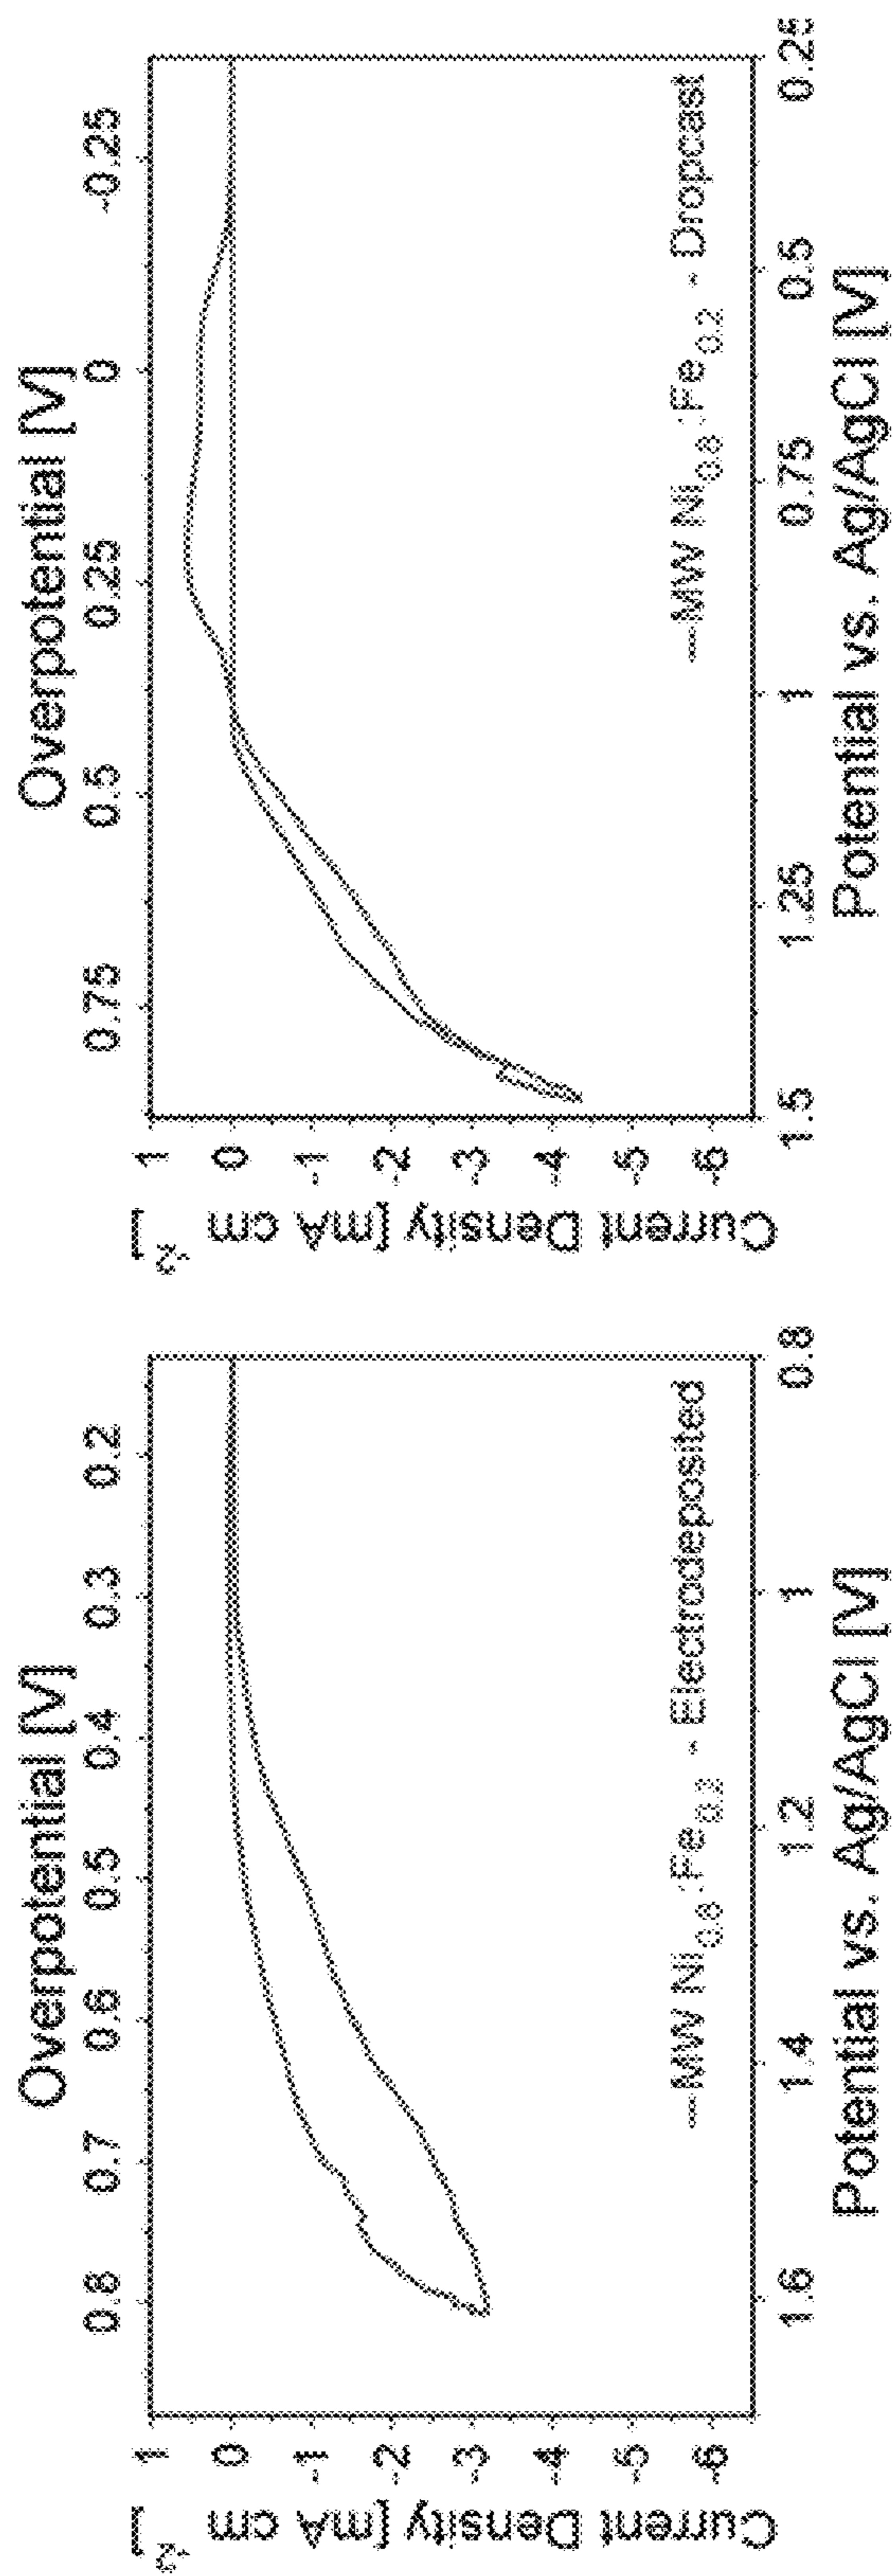 Overpotential [V]
0.8 0.7 0.6 0.5 0.4 0.3 0.2
Current Density [mA cm-2]
1
0
-1
-2
-3
-4
-5
-6
MW Ni0.8:Fe0.2 - Electrodeposited
1.6 1.4 1.2 1 0.8
Potential vs. Ag/AgCl [V]
Overpotential [V]
0.75 0.5 0.25 0 -0.25
Current Density [mA cm-2]
1
0
-1
-2
-3
-4
-5
-6
MW Ni0.8:Fe0.2 - Dropcast
1.5 1.25 1 0.75 0.5 0.25
Potential vs. Ag/AgCl [V]